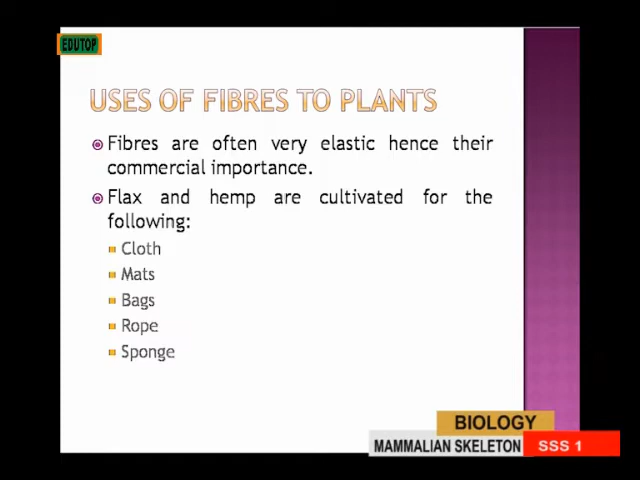 EDUTOP
USES OF FIBRES TO PLANTS
Fibres are often very elastic hence their
commercial importance.
Flax and hemp are cultivated for the
following:
Cloth
Mats
Bags
Rope
Sponge
BIOLOGY
MAMMALIAN SKELETON SSS 1